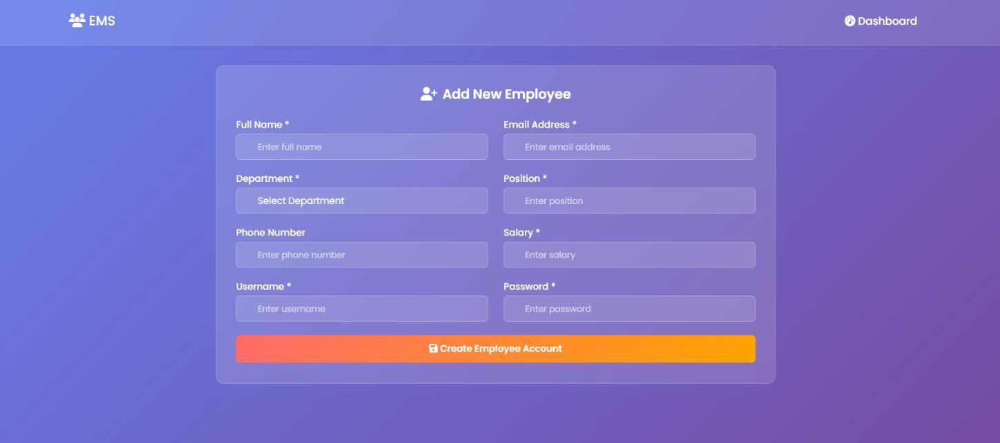 EMS
Dashboard
Add New Employee
Full Name *
Email Address *
Enter full name
Enter email address
Department *
Position *
Select Department
Enter position
Phone Number
Salary *
Enter phone number
Enter salary
Username *
Password *
Enter username
Enter password
Create Employee Account